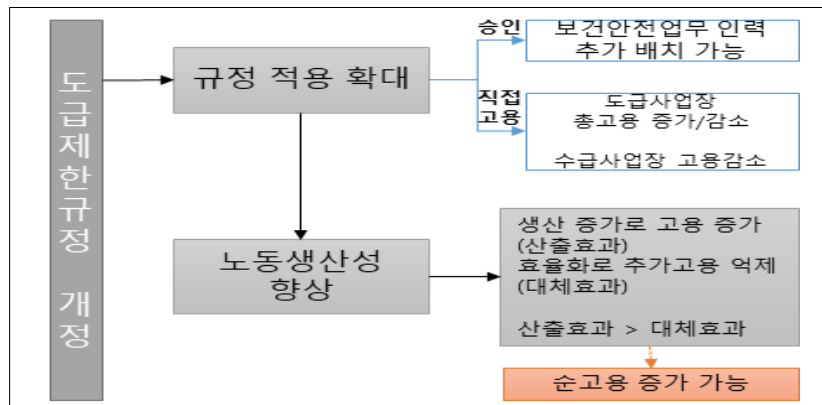 도급제한규정 개정
규정 적용 확대
승인
보건안전업무 인력
추가 배치 가능
직접
고용
도급사업장
총고용 증가/감소
수급사업장 고용감소
노동생산성
향상
생산 증가로 고용 증가
(산출효과)
효율화로 추가고용 억제
(대체효과)
산출효과 > 대체효과
순고용 증가 가능